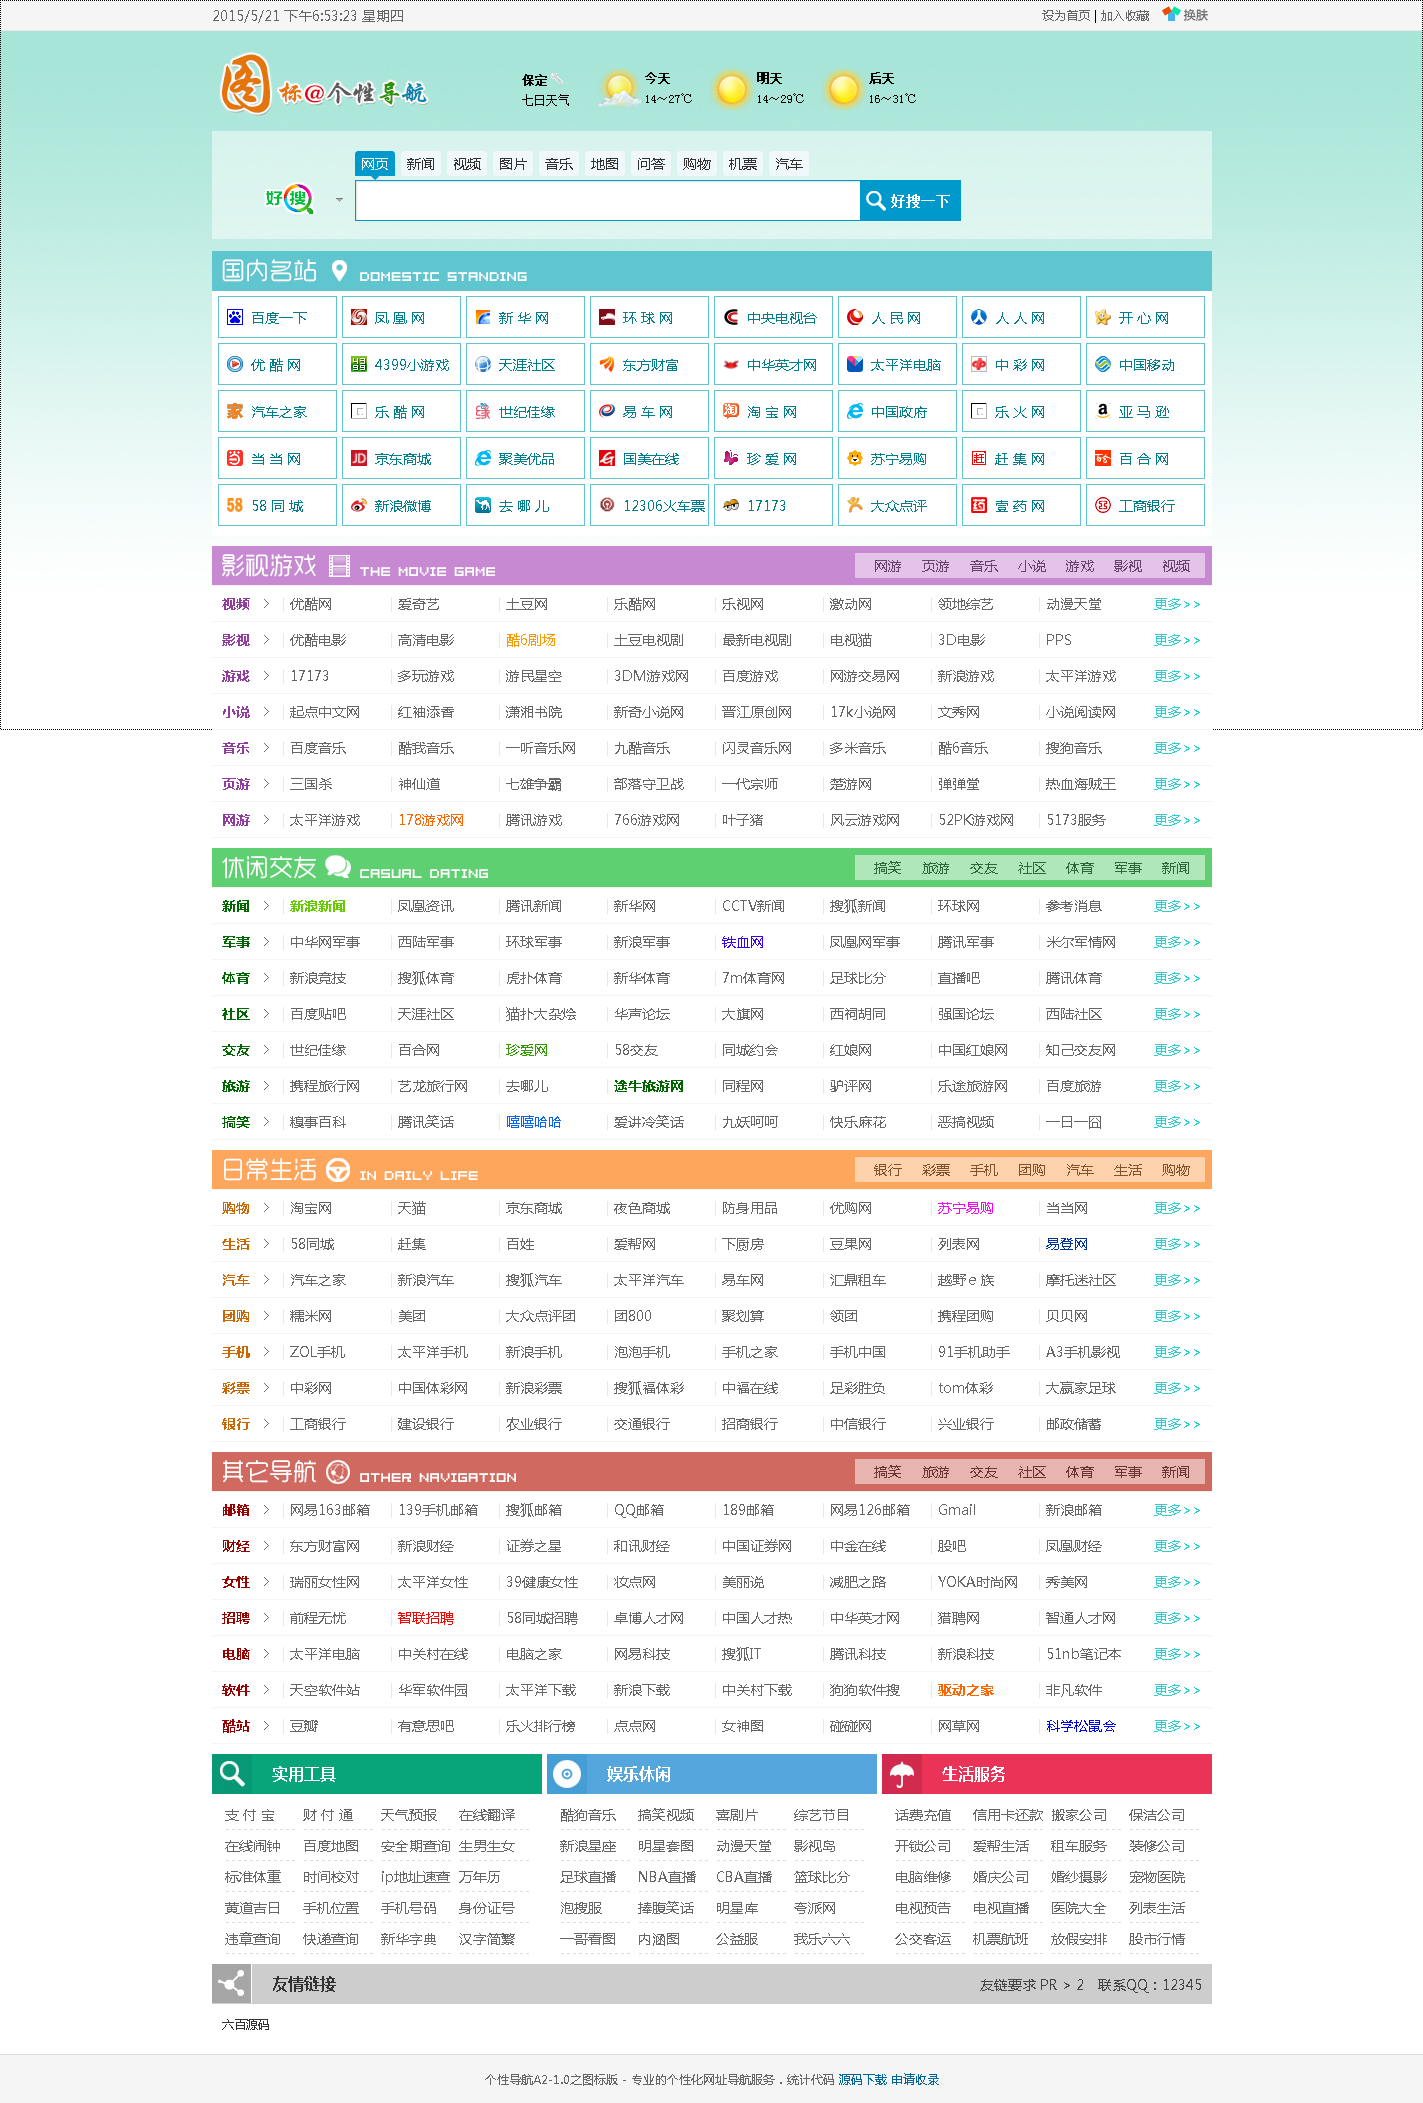 2015/5/21 下午6:53:23 星期四 设为首页 | 加入收藏 换肤
图标@个性导航
保定 今天 明天 后天
七日天气 14～27℃ 14～29℃ 16～31℃
网页 新闻 视频 图片 音乐 地图 问答 购物 机票 汽车
好搜 好搜一下
国内名站 DOMESTIC STANDING
百度一下 凤 凰 网 新 华 网 环 球 网 中央电视台 人 民 网 人 人 网 开 心 网
优 酷 网 4399小游戏 天涯社区 东方财富 中华英才网 太平洋电脑 中 彩 网 中国移动
汽车之家 乐 酷 网 世纪佳缘 易 车 网 淘 宝 网 中国政府 乐 火 网 亚 马 逊
当 当 网 京东商城 聚美优品 国美在线 珍 爱 网 苏宁易购 赶 集 网 百 合 网
58 同 城 新浪微博 去 哪 儿 12306火车票 17173 大众点评 壹 药 网 工商银行
影视游戏 THE MOVIE GAME 网游 页游 音乐 小说 游戏 影视 视频
视频 优酷网 爱奇艺 土豆网 乐酷网 乐视网 激动网 领地综艺 动漫天堂 更多>>
影视 优酷电影 高清电影 酷6剧场 土豆电视剧 最新电视剧 电视猫 3D电影 PPS 更多>>
游戏 17173 多玩游戏 游民星空 3DM游戏网 百度游戏 网游交易网 新浪游戏 太平洋游戏 更多>>
小说 起点中文网 红袖添香 潇湘书院 新奇小说网 晋江原创网 17k小说网 文秀网 小说阅读网 更多>>
音乐 百度音乐 酷我音乐 一听音乐网 九酷音乐 闪灵音乐网 多米音乐 酷6音乐 搜狗音乐 更多>>
页游 三国杀 神仙道 七雄争霸 部落守卫战 一代宗师 楚游网 弹弹堂 热血海贼王 更多>>
网游 太平洋游戏 178游戏网 腾讯游戏 766游戏网 叶子猪 风云游戏网 52PK游戏网 5173服务 更多>>
休闲交友 CASUAL DATING 搞笑 旅游 交友 社区 体育 军事 新闻
新闻 新浪新闻 凤凰资讯 腾讯新闻 新华网 CCTV新闻 搜狐新闻 环球网 参考消息 更多>>
军事 中华网军事 西陆军事 环球军事 新浪军事 铁血网 凤凰网军事 腾讯军事 米尔军情网 更多>>
体育 新浪竞技 搜狐体育 虎扑体育 新华体育 7m体育网 足球比分 直播吧 腾讯体育 更多>>
社区 百度贴吧 天涯社区 猫扑大杂烩 华声论坛 大旗网 西祠胡同 强国论坛 西陆社区 更多>>
交友 世纪佳缘 百合网 珍爱网 58交友 同城约会 红娘网 中国红娘网 知己交友网 更多>>
旅游 携程旅行网 艺龙旅行网 去哪儿 途牛旅游网 同程网 驴评网 乐途旅游网 百度旅游 更多>>
搞笑 糗事百科 腾讯笑话 嘻嘻哈哈 爱讲冷笑话 九妖呵呵 快乐麻花 恶搞视频 一日一囧 更多>>
日常生活 IN DAILY LIFE 银行 彩票 手机 团购 汽车 生活 购物
购物 淘宝网 天猫 京东商城 夜色商城 防身用品 优购网 苏宁易购 当当网 更多>>
生活 58同城 赶集 百姓 爱帮网 下厨房 豆果网 列表网 易登网 更多>>
汽车 汽车之家 新浪汽车 搜狐汽车 太平洋汽车 易车网 汇鼎租车 越野ｅ族 摩托迷社区 更多>>
团购 糯米网 美团 大众点评团 团800 聚划算 领团 携程团购 贝贝网 更多>>
手机 ZOL手机 太平洋手机 新浪手机 泡泡手机 手机之家 手机中国 91手机助手 A3手机影视 更多>>
彩票 中彩网 中国体彩网 新浪彩票 搜狐福体彩 中福在线 足彩胜负 tom体彩 大赢家足球 更多>>
银行 工商银行 建设银行 农业银行 交通银行 招商银行 中信银行 兴业银行 邮政储蓄 更多>>
其它导航 OTHER NAVIGATION 搞笑 旅游 交友 社区 体育 军事 新闻
邮箱 网易163邮箱 139手机邮箱 搜狐邮箱 QQ邮箱 189邮箱 网易126邮箱 Gmail 新浪邮箱 更多>>
财经 东方财富网 新浪财经 证券之星 和讯财经 中国证券网 中金在线 股吧 凤凰财经 更多>>
女性 瑞丽女性网 太平洋女性 39健康女性 妆点网 美丽说 减肥之路 YOKA时尚网 秀美网 更多>>
招聘 前程无忧 智联招聘 58同城招聘 卓博人才网 中国人才热 中华英才网 猎聘网 智通人才网 更多>>
电脑 太平洋电脑 中关村在线 电脑之家 网易科技 搜狐IT 腾讯科技 新浪科技 51nb笔记本 更多>>
软件 天空软件站 华军软件园 太平洋下载 新浪下载 中关村下载 狗狗软件搜 驱动之家 非凡软件 更多>>
酷站 豆瓣 有意思吧 乐火排行榜 点点网 女神图 碰碰网 网草网 科学松鼠会 更多>>
实用工具 娱乐休闲 生活服务
支 付 宝 财 付 通 天气预报 在线翻译 酷狗音乐 搞笑视频 喜剧片 综艺节目 话费充值 信用卡还款 搬家公司 保洁公司
在线闹钟 百度地图 安全期查询 生男生女 新浪星座 明星套图 动漫天堂 影视岛 开锁公司 爱帮生活 租车服务 装修公司
标准体重 时间校对 ip地址速查 万年历 足球直播 NBA直播 CBA直播 篮球比分 电脑维修 婚庆公司 婚纱摄影 宠物医院
黄道吉日 手机位置 手机号码 身份证号 泡搜服 捧腹笑话 明星库 夸派网 电视预告 电视直播 医院大全 列表生活
违章查询 快递查询 新华字典 汉字简繁 一哥看图 内涵图 公益服 我乐六六 公交客运 机票航班 放假安排 股市行情
友情链接 友链要求 PR > 2 联系QQ：12345
六百源码
个性导航A2-1.0之图标版 - 专业的个性化网址导航服务．统计代码 源码下载 申请收录